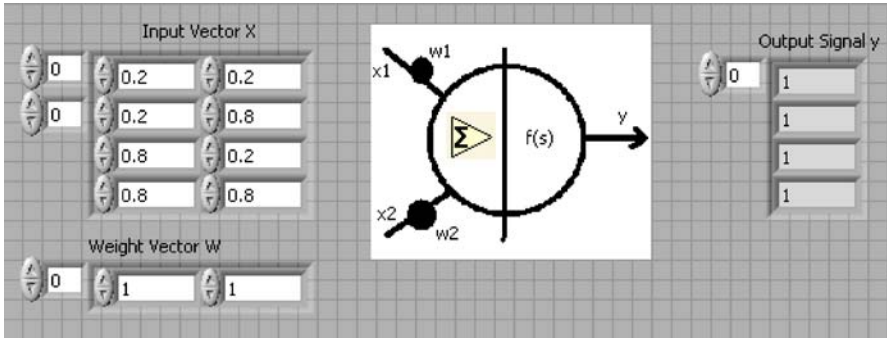 Input Vector X
0
0
0.2 0.2
0.2 0.8
0.8 0.2
0.8 0.8
Weight Vector W
0
1 1
x1
w1
Σ
f(s)
y
x2
w2
Output Signal y
0
1
1
1
1